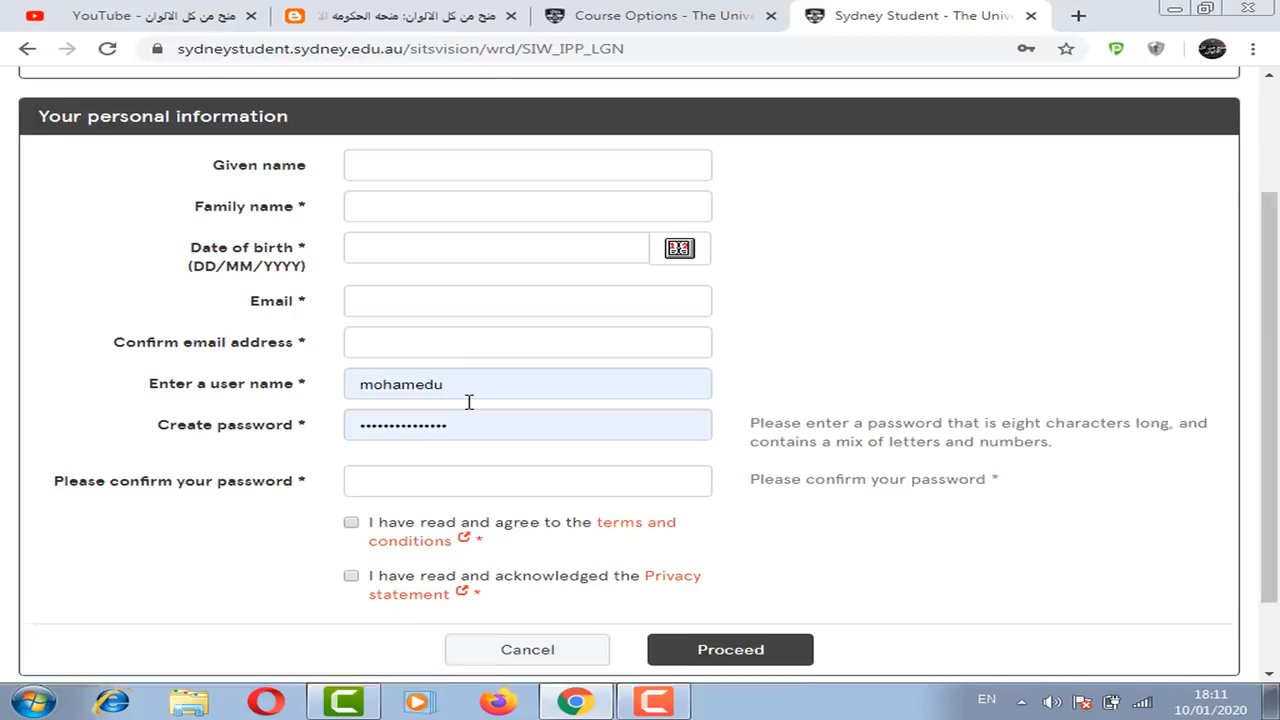 منح من كل الالوان - YouTube
منح من كل الالوان: منحه الحكومه الا
Course Options - The Unive
Sydney Student - The Univ
sydneystudent.sydney.edu.au/sitsvision/wrd/SIW_IPP_LGN
Your personal information
Given name
Family name *
Date of birth *
(DD/MM/YYYY)
Email *
Confirm email address *
Enter a user name *
mohamedu
Create password *
•••••••••••••••
Please enter a password that is eight characters long, and
contains a mix of letters and numbers.
Please confirm your password *
Please confirm your password *
I have read and agree to the terms and
conditions *
I have read and acknowledged the Privacy
statement *
Cancel
Proceed
EN
18:11
10/01/2020